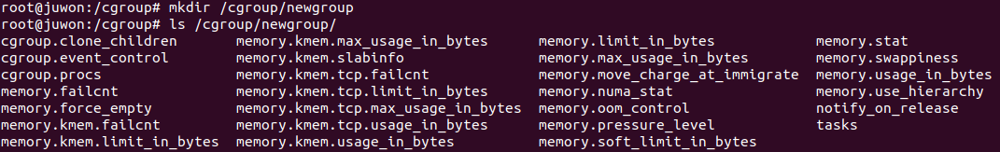 root@juwon:/cgroup# mkdir /cgroup/newgroup
root@juwon:/cgroup# ls /cgroup/newgroup/
cgroup.clone_children memory.kmem.max_usage_in_bytes memory.limit_in_bytes memory.stat
cgroup.event_control memory.kmem.slabinfo memory.max_usage_in_bytes memory.swappiness
cgroup.procs memory.kmem.tcp.failcnt memory.move_charge_at_immigrate memory.usage_in_bytes
memory.failcnt memory.kmem.tcp.limit_in_bytes memory.numa_stat memory.use_hierarchy
memory.force_empty memory.kmem.tcp.max_usage_in_bytes memory.oom_control notify_on_release
memory.kmem.failcnt memory.kmem.tcp.usage_in_bytes memory.pressure_level tasks
memory.kmem.limit_in_bytes memory.kmem.usage_in_bytes memory.soft_limit_in_bytes